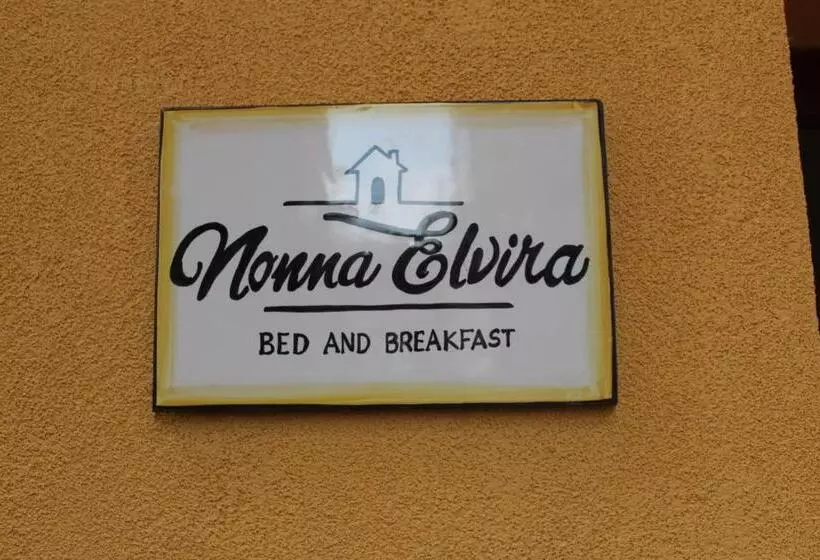 Nonna Elvira
BED AND BREAKFAST